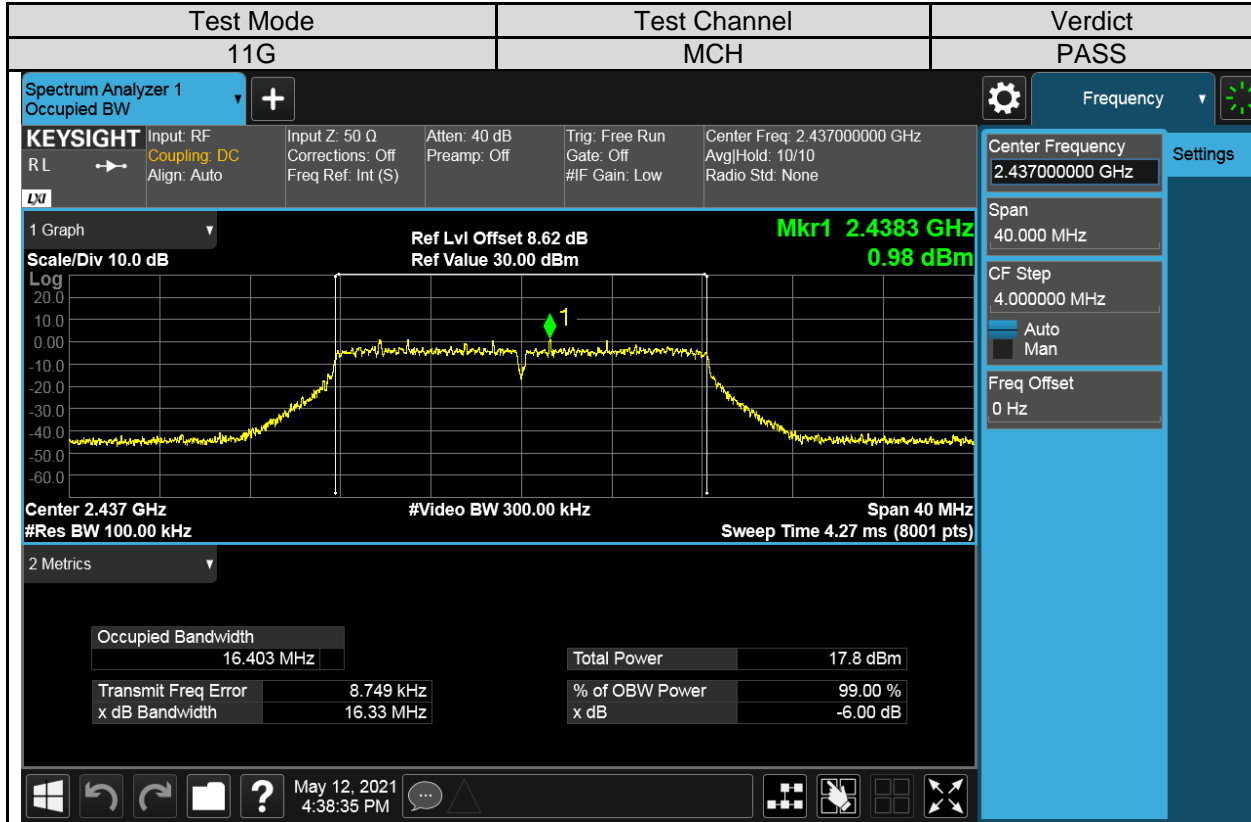 Test Mode Test Channel Verdict
11G MCH PASS
Spectrum Analyzer 1
Occupied BW
Frequency
KEYSIGHT Input: RF Input Z: 50 Ω Atten: 40 dB Trig: Free Run Center Freq: 2.437000000 GHz
RL Coupling: DC Corrections: Off Preamp: Off Gate: Off Avg|Hold: 10/10
Align: Auto Freq Ref: Int (S) #IF Gain: Low Radio Std: None
LXI
Center Frequency
2.437000000 GHz
Settings
Span
40.000 MHz
CF Step
4.000000 MHz
Auto
Man
Freq Offset
0 Hz
1 Graph Ref Lvl Offset 8.62 dB Mkr1 2.4383 GHz
Scale/Div 10.0 dB Ref Value 30.00 dBm 0.98 dBm
Log
20.0
10.0
0.00
-10.0
-20.0
-30.0
-40.0
-50.0
-60.0
1
Center 2.437 GHz #Video BW 300.00 kHz Span 40 MHz
#Res BW 100.00 kHz Sweep Time 4.27 ms (8001 pts)
2 Metrics
Occupied Bandwidth
16.403 MHz Total Power 17.8 dBm
Transmit Freq Error 8.749 kHz % of OBW Power 99.00 %
x dB Bandwidth 16.33 MHz x dB -6.00 dB
May 12, 2021
4:38:35 PM